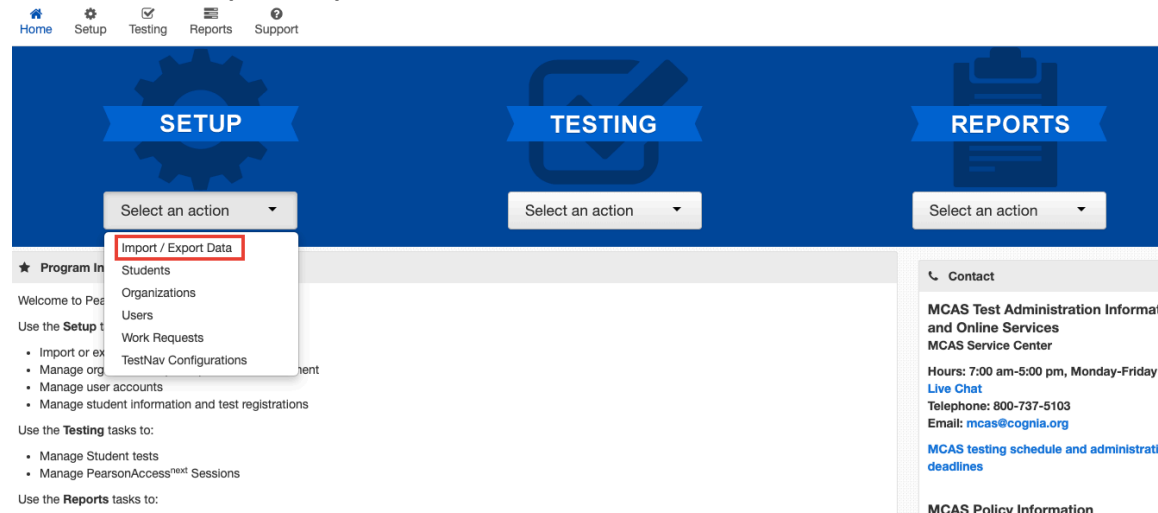 Home Setup Testing Reports Support
SETUP
TESTING
REPORTS
Select an action
Select an action
Select an action
Import / Export Data
Students
Organizations
Users
Work Requests
TestNav Configurations
Program In
Welcome to Pea
Use the Setup t
• Import or ex
• Manage org
• Manage user accounts
• Manage student information and test registrations
Use the Testing tasks to:
• Manage Student tests
• Manage PearsonAccessnext Sessions
Use the Reports tasks to:
Contact
MCAS Test Administration Informat
and Online Services
MCAS Service Center
Hours: 7:00 am-5:00 pm, Monday-Friday
Live Chat
Telephone: 800-737-5103
Email: mcas@cognia.org
MCAS testing schedule and administrati
deadlines
MCAS Policy Information